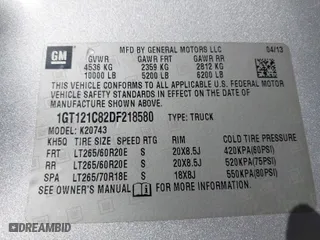 GM
MFD BY GENERAL MOTORS LLC 04/13
GVWR GAWR FRT GAWR RR
4536 KG 2359 KG 2812 KG
10000 LB 5200 LB 6200 LB
THIS VEHICLE CONFORMS TO ALL APPLICABLE U.S. FEDERAL MOTOR
VEHICLE SAFETY STANDARDS IN EFFECT ON THE DATE OF
MANUFACTURE SHOWN ABOVE.
1GT121C82DF218580 TYPE: TRUCK
MODEL: K20743
KH5Q TIRE SIZE SPEED RTG RIM COLD TIRE PRESSURE
FRT LT265/60R20E S 20X8.5J 420KPA(60PSI)
RR LT265/60R20E S 20X8.5J 520KPA(75PSI)
SPA LT265/70R18E S 18X8J 550KPA(80PSI)
SEE OWNER'S MANUAL FOR MORE INFORMATION.
DREAMBID DREAMBID.COM